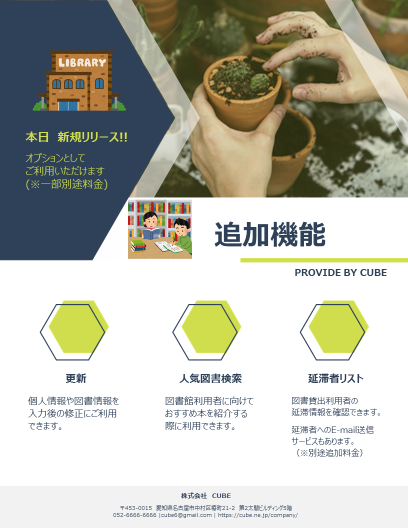 LIBRARY
本日 新規リリース!!
オプションとして
ご利用いただけます
(※一部別途料金)
追加機能
PROVIDE BY CUBE
更新
個人情報や図書情報を
入力後の修正にご利用
できます。
人気図書検索
図書館利用者に向けて
おすすめ本を紹介する
際に利用できます。
延滞者リスト
図書貸出利用者の
延滞情報を確認できます。
延滞者へのE-mail送信
サービスもあります。
(※別途追加料金)
株式会社 CUBE
〒453-0015 愛知県名古屋市中村区椿町21-2 第2太閤ビルディング5階
052-6666-6666 |cube6@gmail.com | https://cube.ne.jp/company/